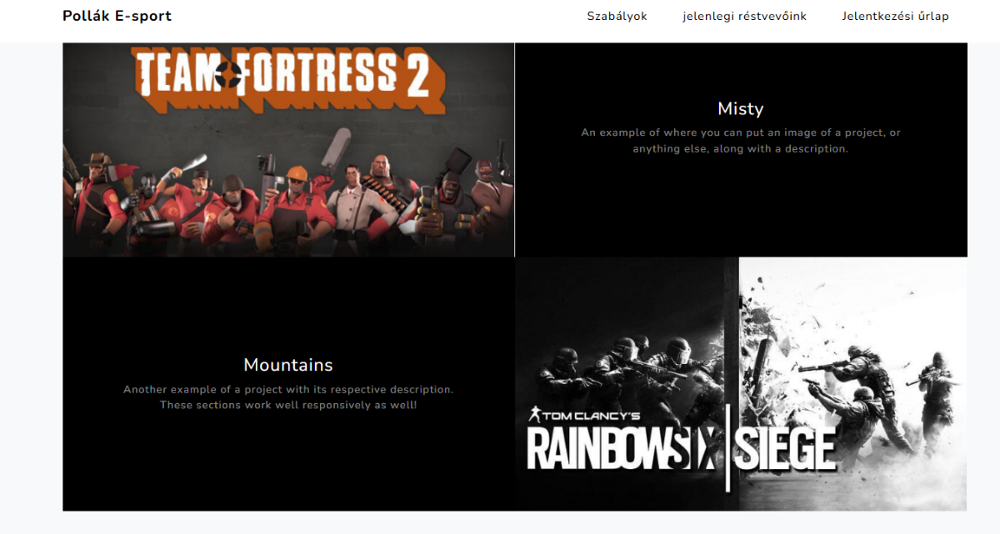 Pollák E-sport
Szabályok
jelenlegi réstvevőink
Jelentkezési űrlap
TEAM FORTRESS 2
Misty
An example of where you can put an image of a project, or
anything else, along with a description.
Mountains
Another example of a project with its respective description.
These sections work well responsively as well!
TOM CLANCY'S
RAINBOWSIX SIEGE